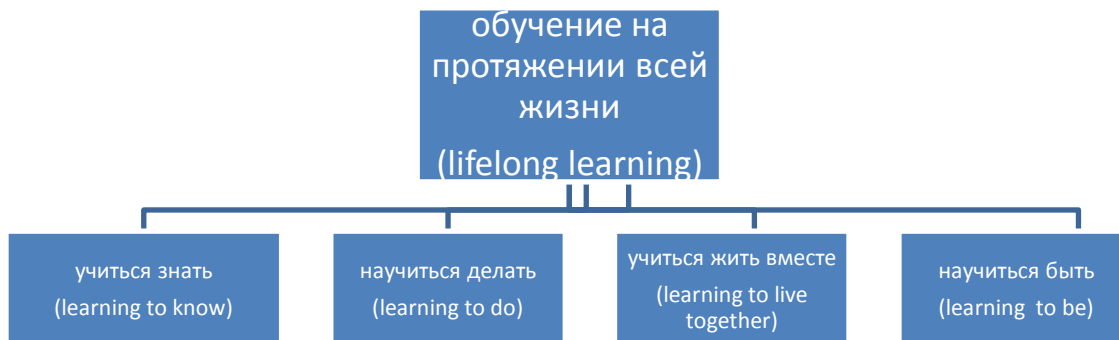 обучение на
протяжении всей
жизни
(lifelong learning)
учиться знать
(learning to know)
научиться делать
(learning to do)
учиться жить вместе
(learning to live
together)
научиться быть
(learning to be)